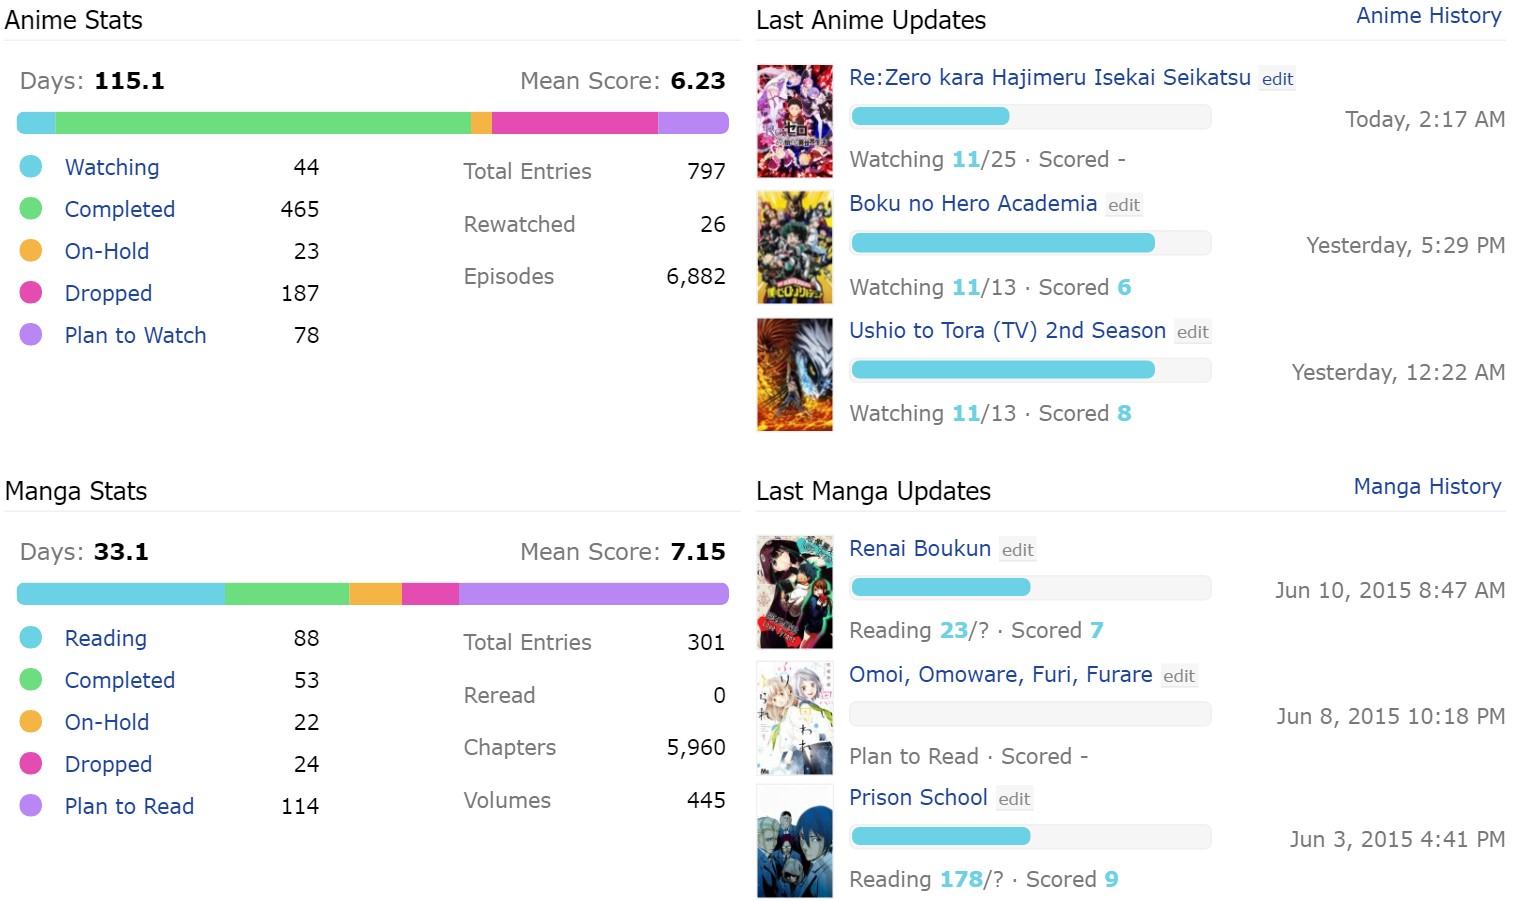 Anime Stats
Days: 115.1 Mean Score: 6.23
Watching 44
Completed 465
On-Hold 23
Dropped 187
Plan to Watch 78
Total Entries 797
Rewatched 26
Episodes 6,882
Last Anime Updates Anime History
Re:Zero kara Hajimeru Isekai Seikatsu edit
Today, 2:17 AM
Watching 11/25 · Scored -
Boku no Hero Academia edit
Yesterday, 5:29 PM
Watching 11/13 · Scored 6
Ushio to Tora (TV) 2nd Season edit
Yesterday, 12:22 AM
Watching 11/13 · Scored 8
Manga Stats
Days: 33.1 Mean Score: 7.15
Reading 88
Completed 53
On-Hold 22
Dropped 24
Plan to Read 114
Total Entries 301
Reread 0
Chapters 5,960
Volumes 445
Last Manga Updates Manga History
Renai Boukun edit
Jun 10, 2015 8:47 AM
Reading 23/? · Scored 7
Omoi, Omoware, Furi, Furare edit
Jun 8, 2015 10:18 PM
Plan to Read · Scored -
Prison School edit
Jun 3, 2015 4:41 PM
Reading 178/? · Scored 9